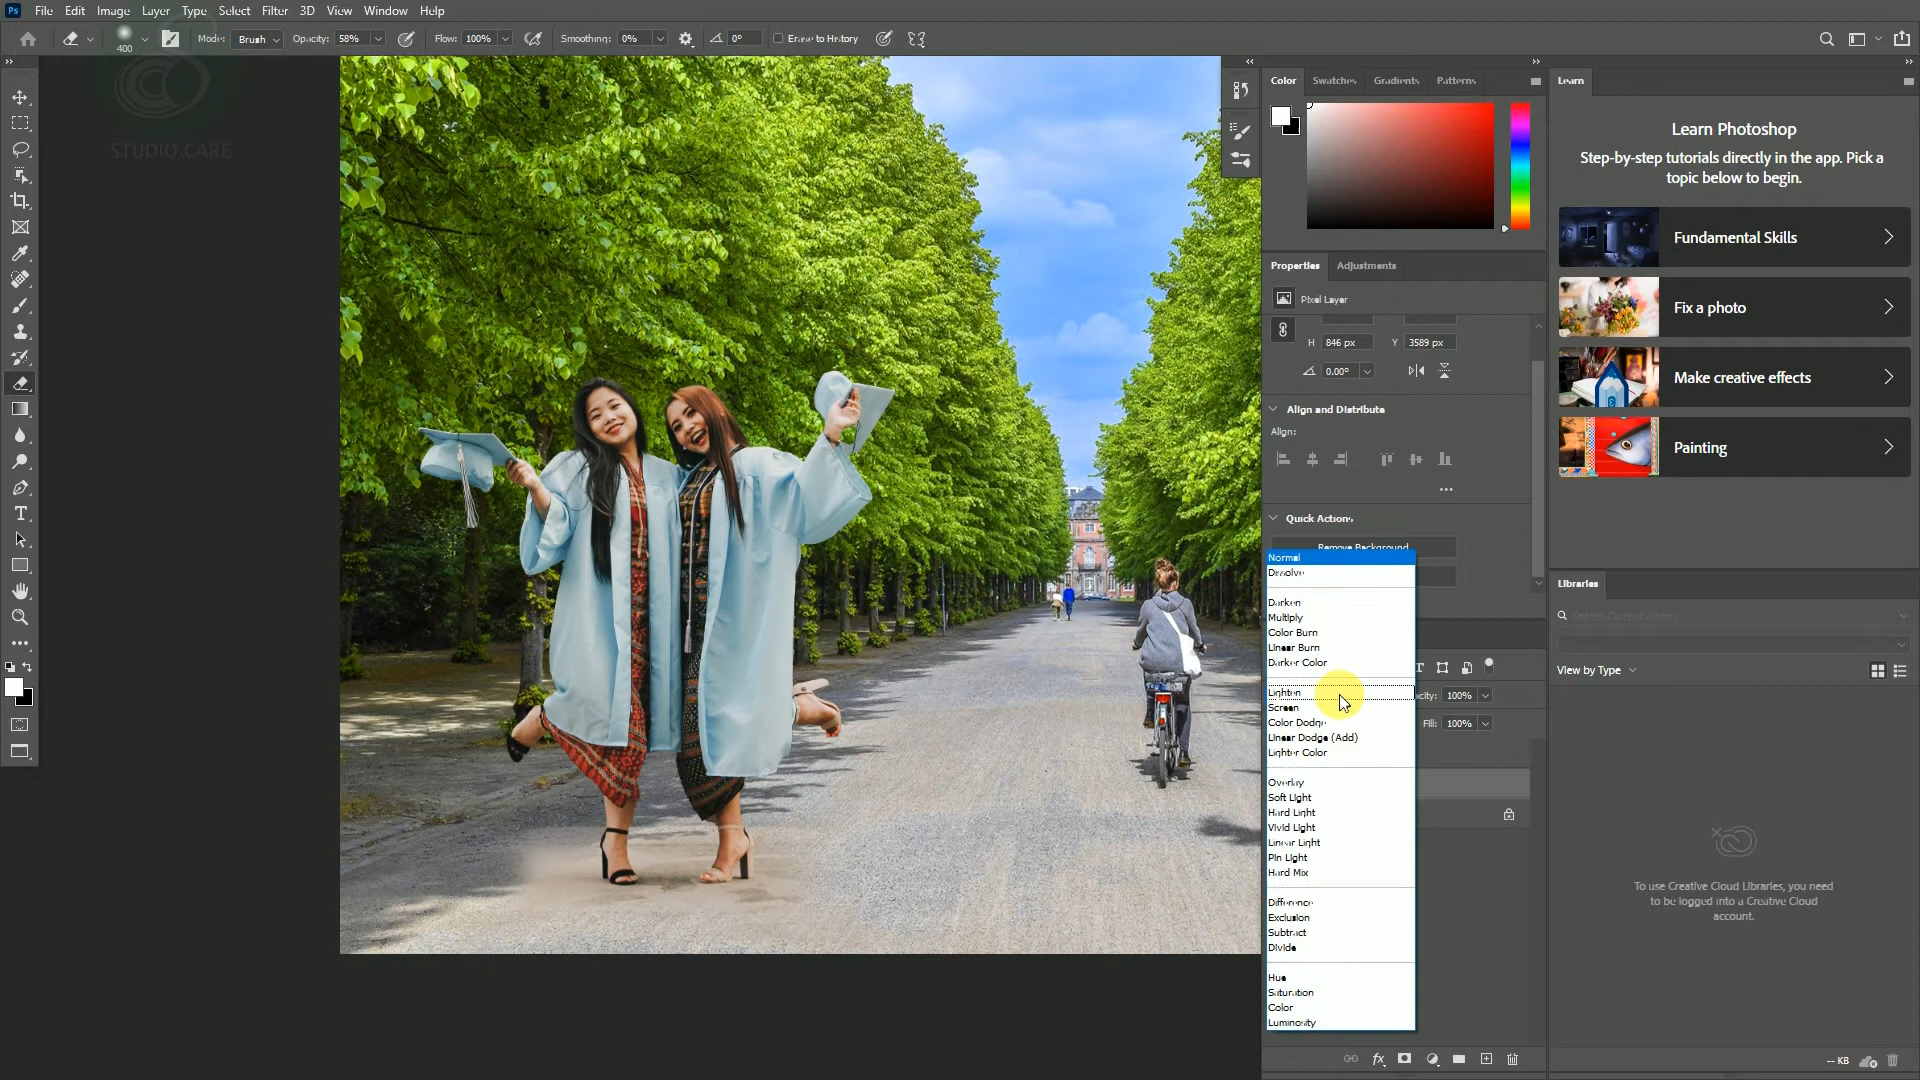 Ps File Edit Image Layer Type Select Filter 3D View Window Help
400 Mode: Brush Opacity: 58% Flow: 100% Smoothing: 0% 0° Erase to History
STUDIO CARE
Color Swatches Gradients Patterns
Properties Adjustments
Pixel Layer
H 846 px Y 3589 px
0.00°
Align and Distribute
Align:
Quick Actions
Remove Background
Normal
Dissolve
Darken
Multiply
Color Burn
Linear Burn
Darker Color
Lighten
Screen
Color Dodge
Linear Dodge (Add)
Lighter Color
Overlay
Soft Light
Hard Light
Vivid Light
Linear Light
Pin Light
Hard Mix
Difference
Exclusion
Subtract
Divide
Hue
Saturation
Color
Luminosity
100%
Fill: 100%
Learn
Learn Photoshop
Step-by-step tutorials directly in the app. Pick a
topic below to begin.
Fundamental Skills
Fix a photo
Make creative effects
Painting
Libraries
Search Current Library
View by Type
To use Creative Cloud Libraries, you need
to be logged into a Creative Cloud
account.
-- KB